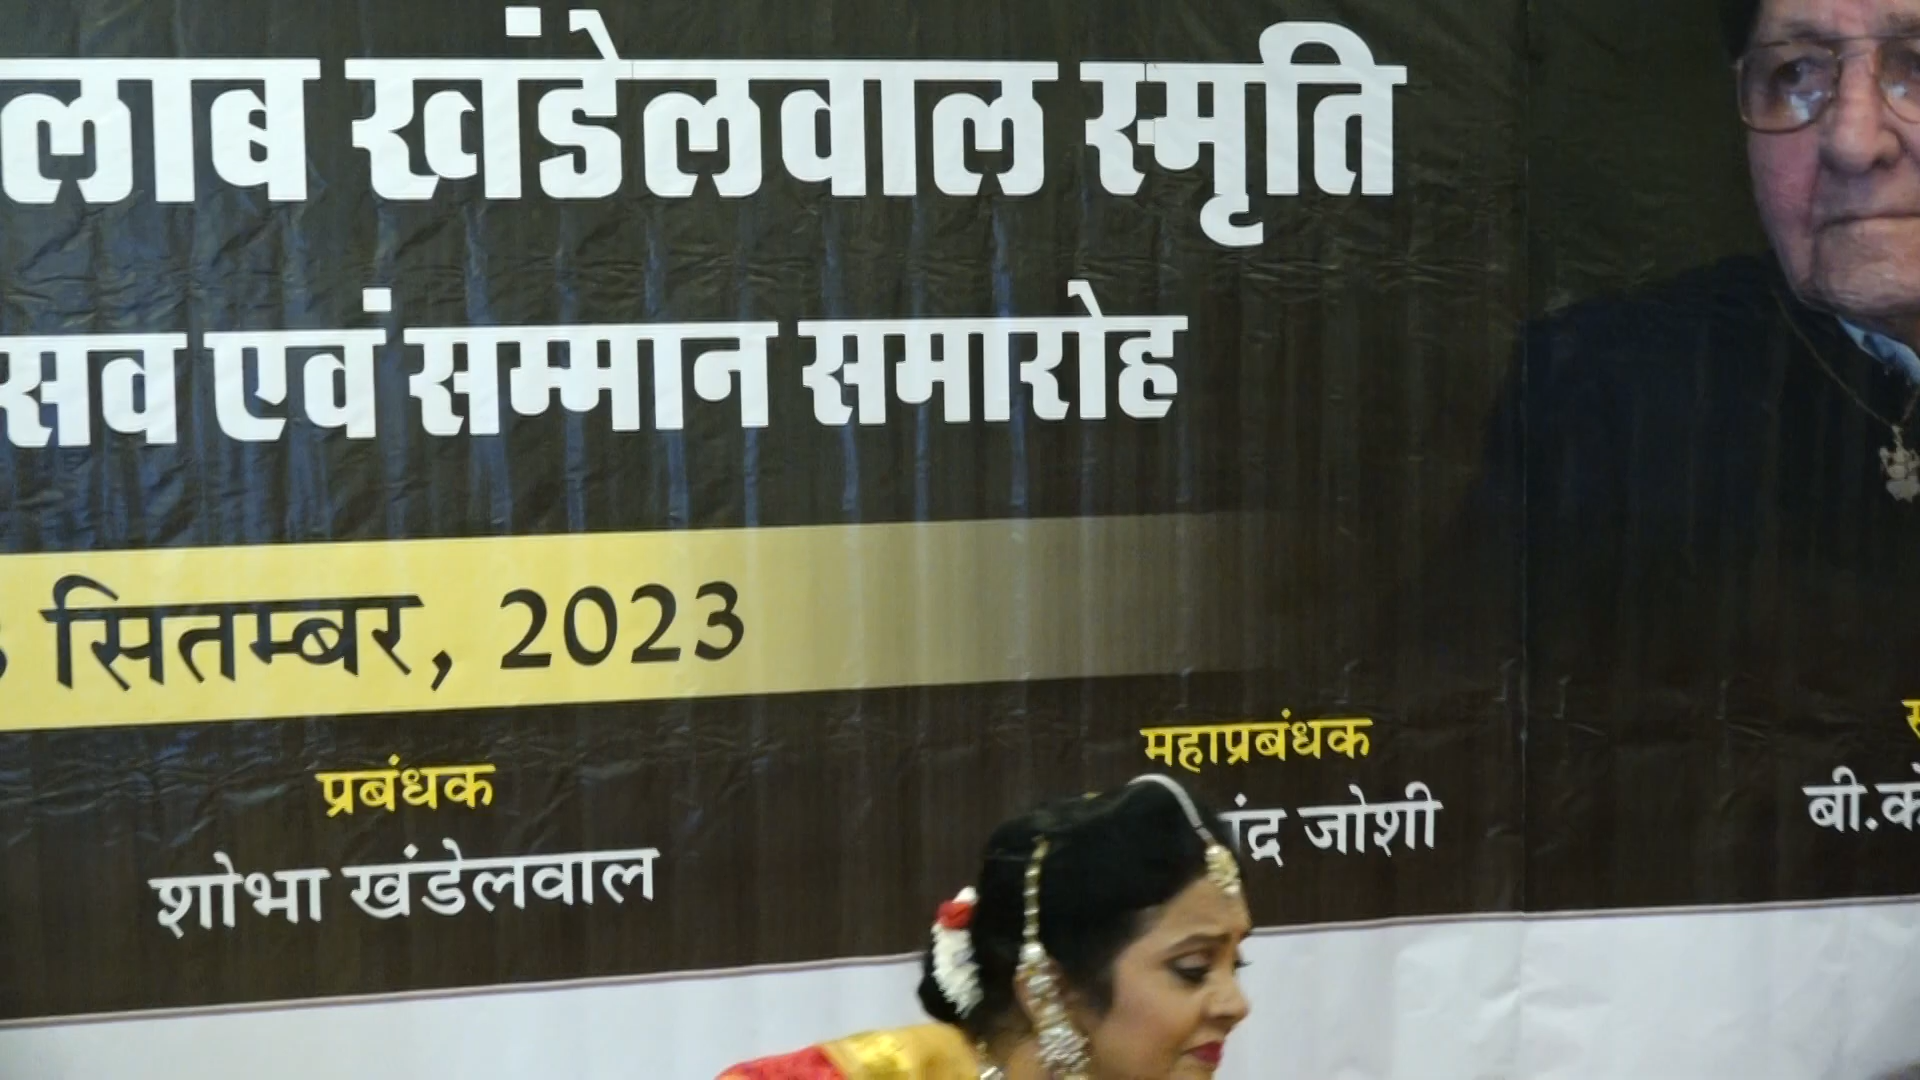 लाब खंडेलवाल स्मृति
सव एवं सम्मान समारोह
सितम्बर, 2023
प्रबंधक
शोभा खंडेलवाल
महाप्रबंधक
जोशी
बी.के